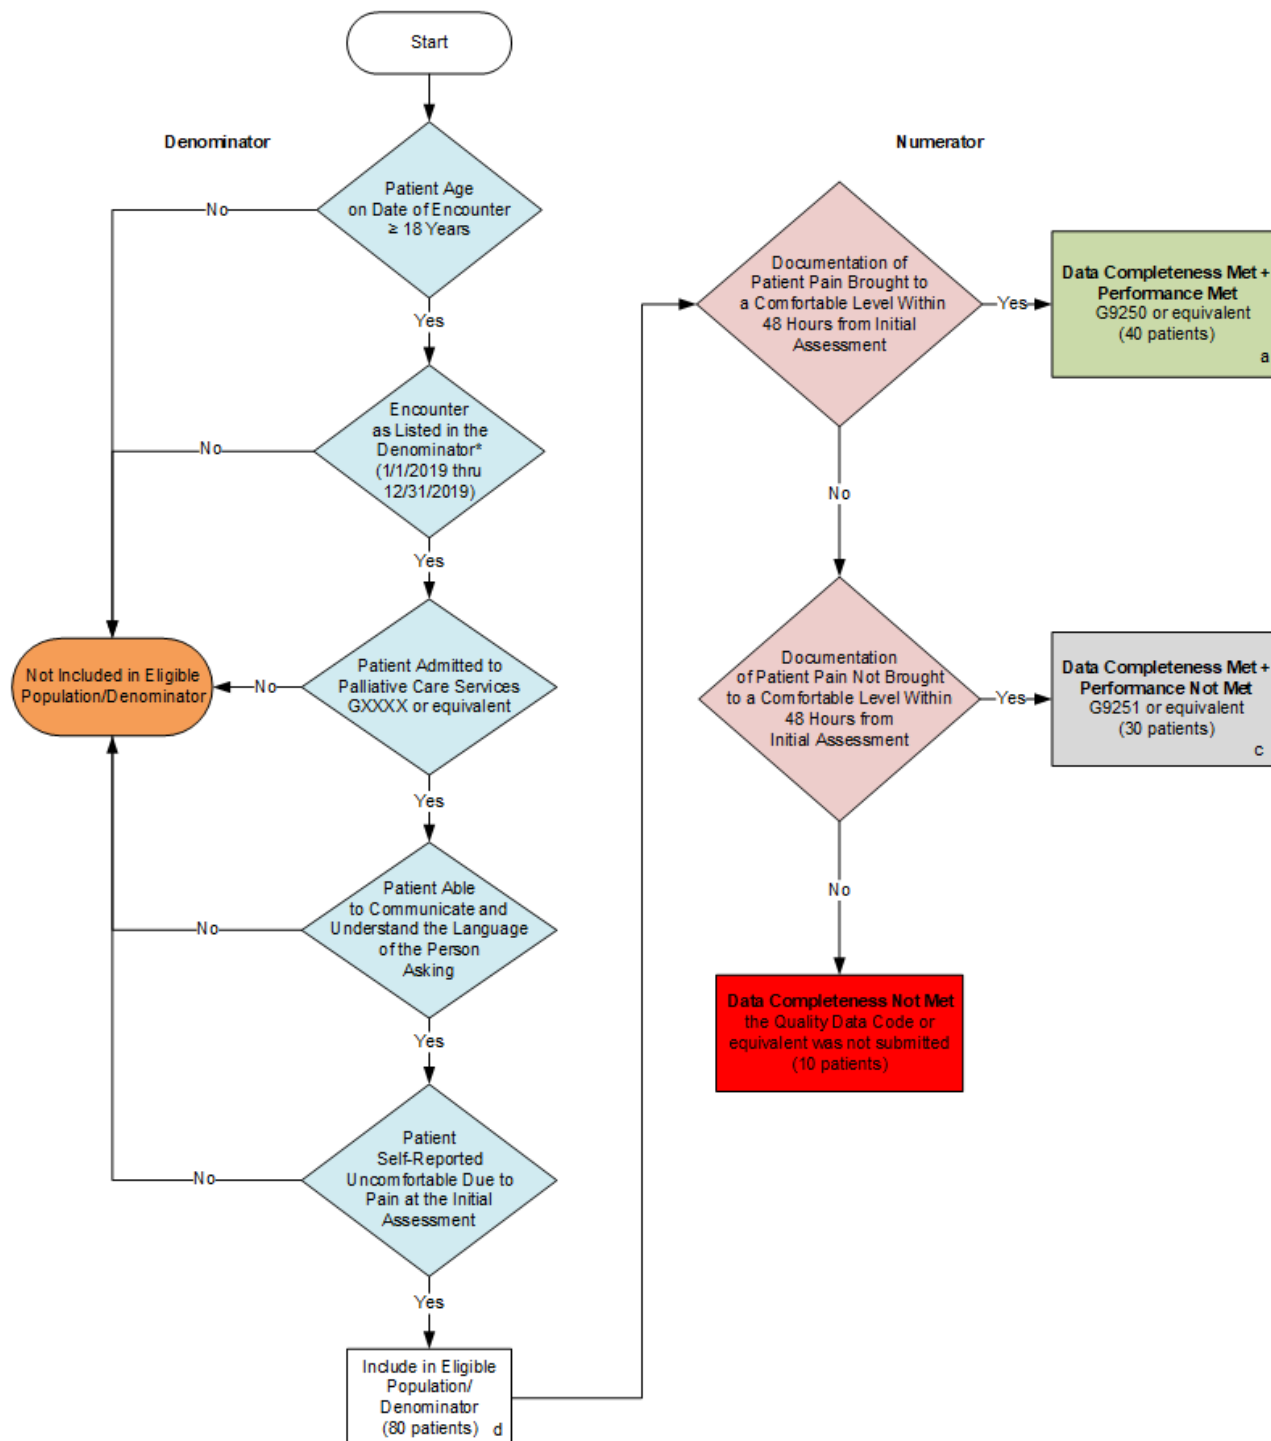 Start
Denominator
Patient Age
on Date of Encounter
≥ 18 Years
No
Yes
Encounter
as Listed in the
Denominator*
(1/1/2019 thru
12/31/2019)
No
Yes
Patient Admitted to
Palliative Care Services
GXXXX or equivalent
No
Not Included in Eligible
Population/Denominator
Yes
Patient Able
to Communicate and
Understand the Language
of the Person
Asking
No
Yes
Patient
Self-Reported
Uncomfortable Due to
Pain at the Initial
Assessment
No
Yes
Include in Eligible
Population/
Denominator
(80 patients)
d
Numerator
Documentation of
Patient Pain Brought to
a Comfortable Level Within
48 Hours from Initial
Assessment
Yes
Data Completeness Met +
Performance Met
G9250 or equivalent
(40 patients)
a
No
Documentation
of Patient Pain Not Brought
to a Comfortable Level Within
48 Hours from
Initial Assessment
Yes
Data Completeness Met +
Performance Not Met
G9251 or equivalent
(30 patients)
c
No
Data Completeness Not Met
the Quality Data Code or
equivalent was not submitted
(10 patients)